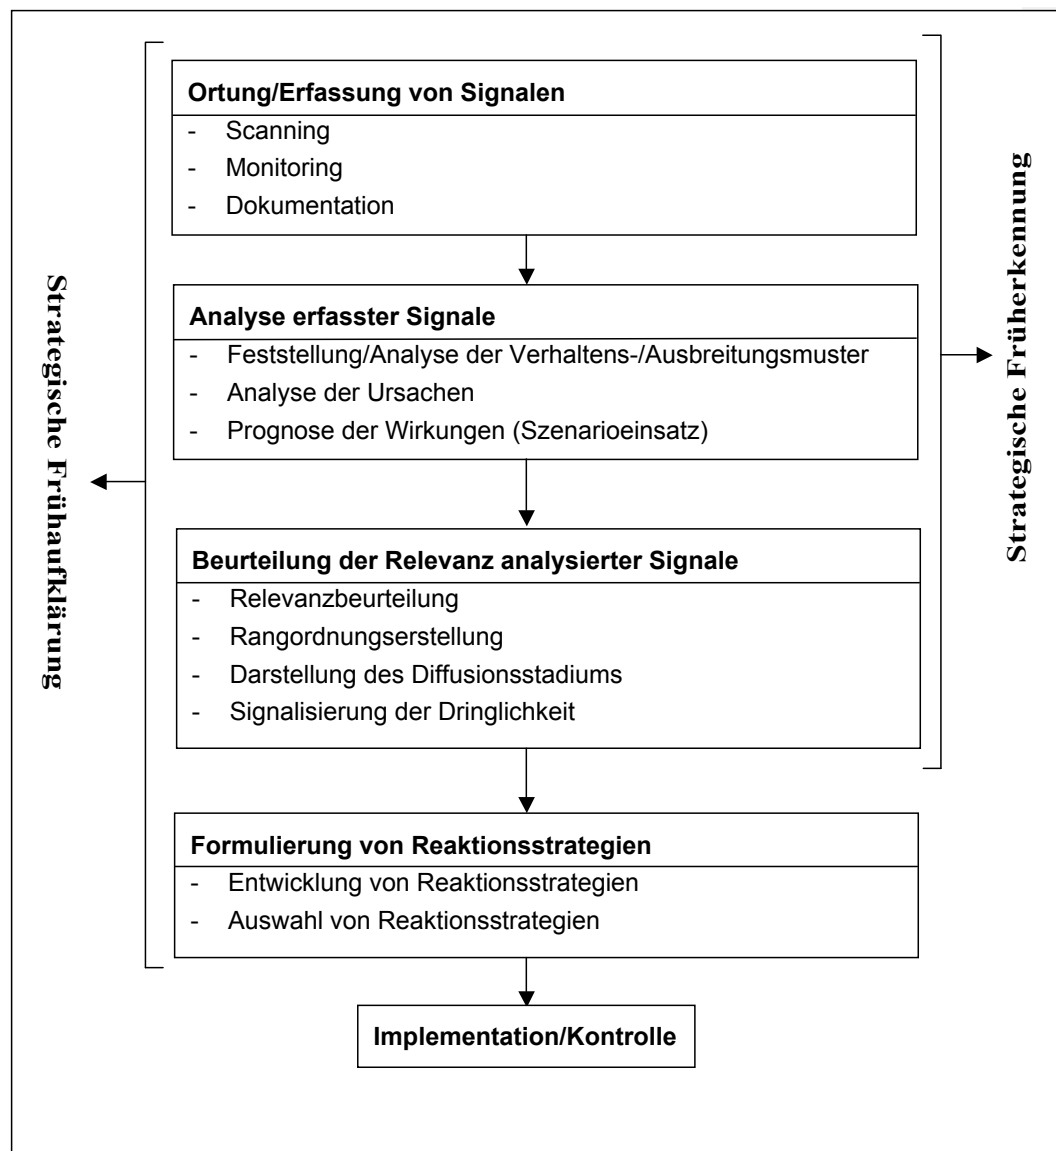 Ortung/Erfassung von Signalen
- Scanning
- Monitoring
- Dokumentation
Analyse erfasster Signale
- Feststellung/Analyse der Verhaltens-/Ausbreitungsmuster
- Analyse der Ursachen
- Prognose der Wirkungen (Szenarioeinsatz)
Beurteilung der Relevanz analysierter Signale
- Relevanzbeurteilung
- Rangordnungserstellung
- Darstellung des Diffusionsstadiums
- Signalisierung der Dringlichkeit
Formulierung von Reaktionsstrategien
- Entwicklung von Reaktionsstrategien
- Auswahl von Reaktionsstrategien
Implementation/Kontrolle
Strategische Frühaufklärung
Strategische Früherkennung